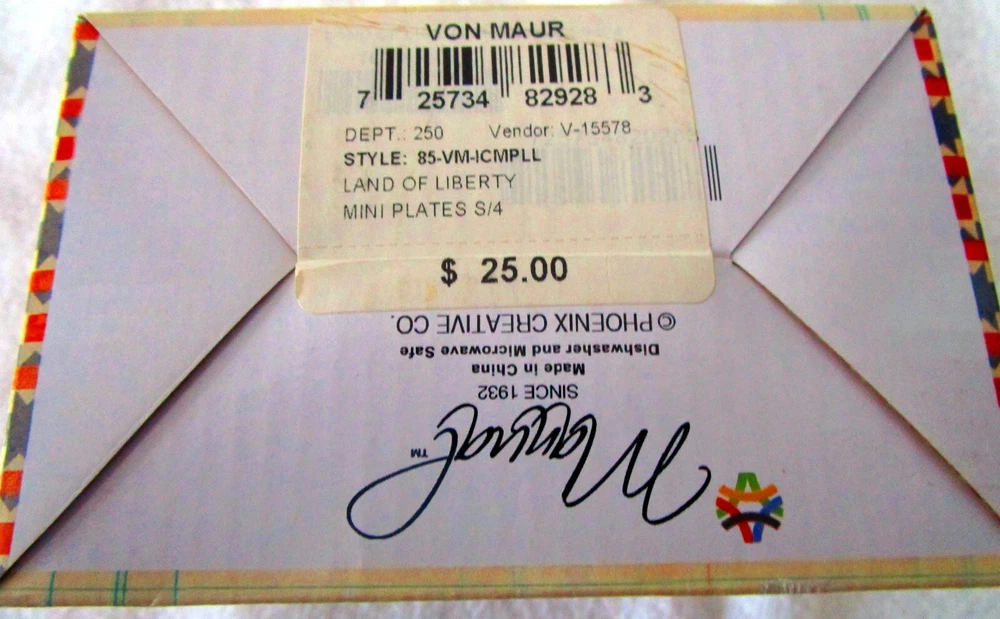 VON MAUR
7 25734 82928 3
DEPT.: 250 Vendor: V-15578
STYLE: 85-VM-ICMPLL
LAND OF LIBERTY
MINI PLATES S/4
$ 25.00
Magenta ™
SINCE 1932
Made in China
Dishwasher and Microwave Safe
© PHOENIX CREATIVE CO.